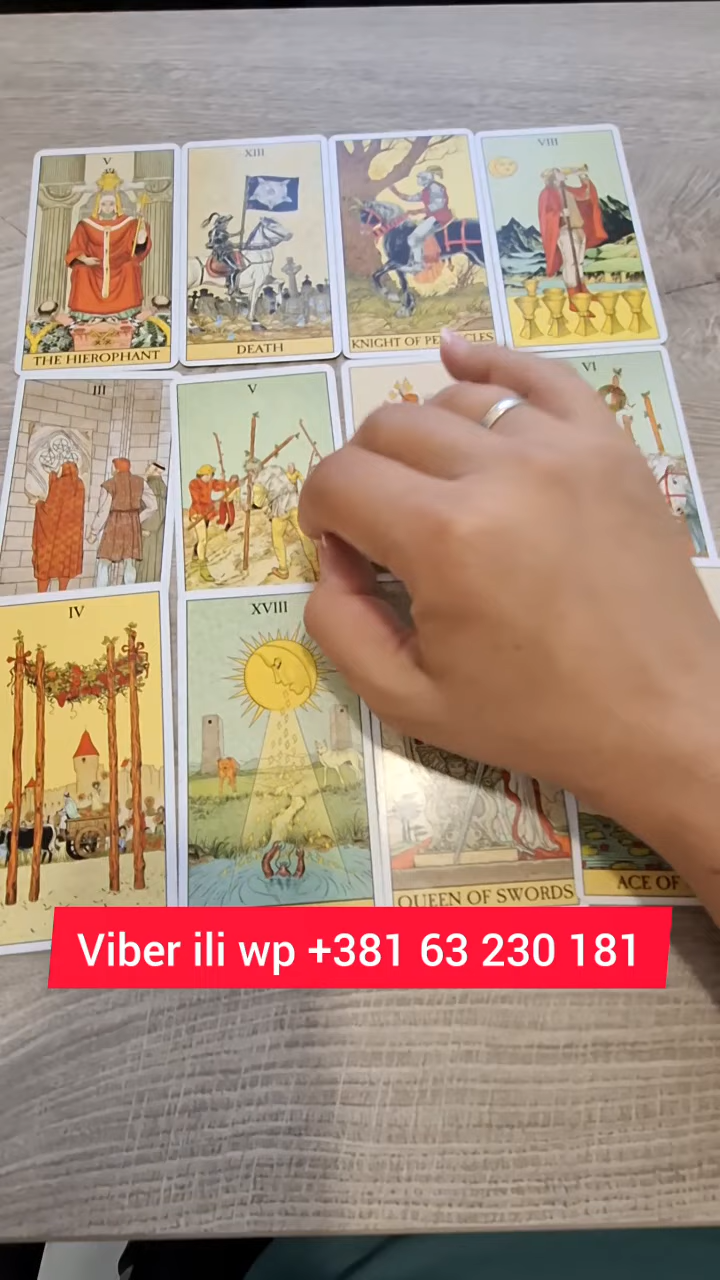 V
THE HIEROPHANT
XIII
DEATH
KNIGHT OF
VIII
III
V
VI
IV
XVIII
QUEEN OF SWORDS
ACE OF
Viber ili wp +381 63 230 181